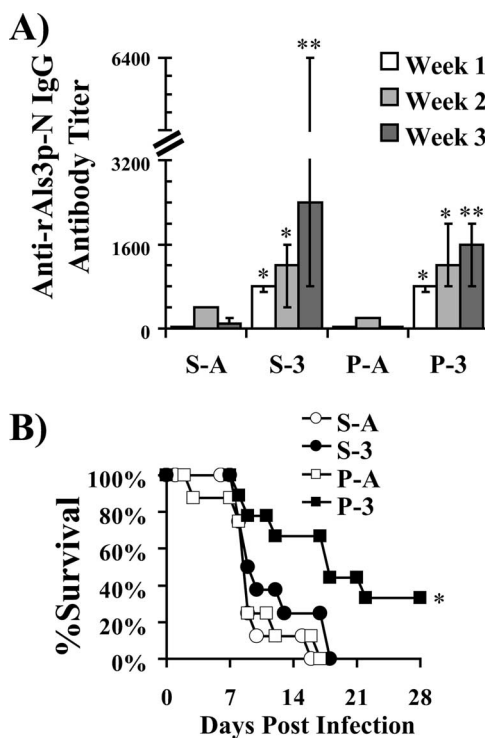 A)
Anti-rAls3p-N IgG
Antibody Titer
6400
3200
1600
0
**
*
*
*
*
**
Week 1
Week 2
Week 3
S-A S-3 P-A P-3
B)
S-A
S-3
P-A
P-3
%Survival
100%
80%
60%
40%
20%
0%
*
0 7 14 21 28
Days Post Infection